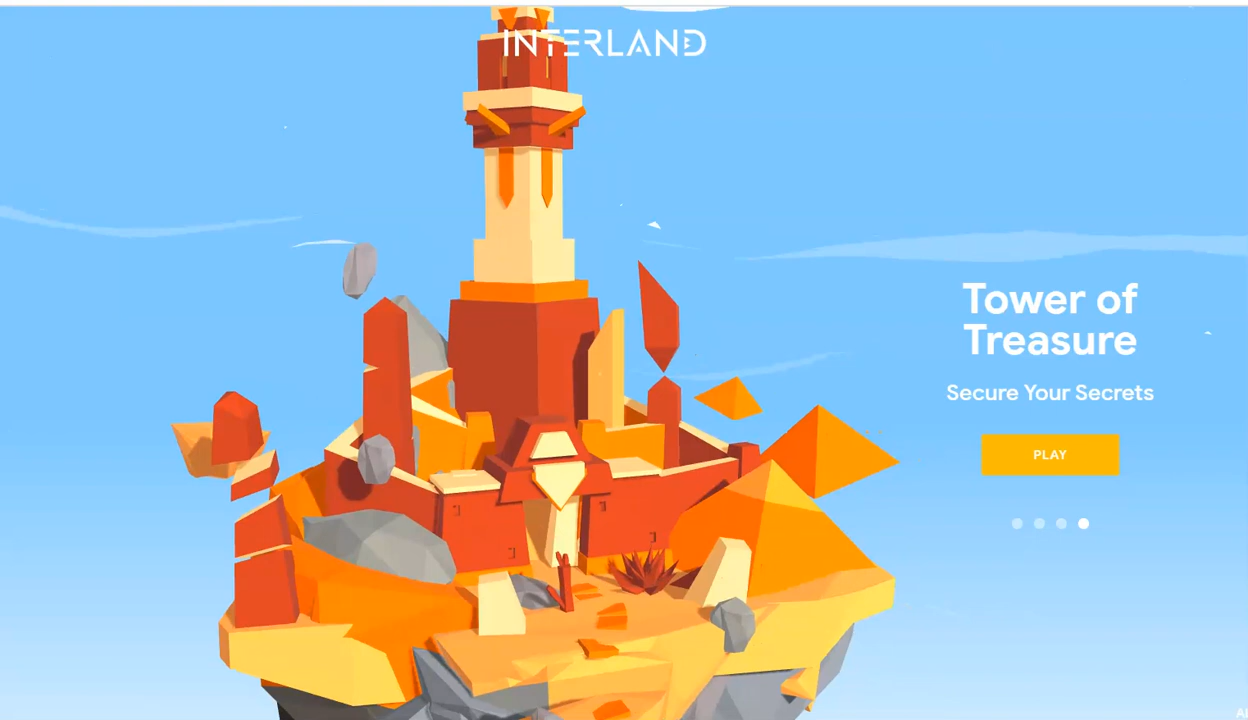 INTERLAND
Tower of
Treasure
Secure Your Secrets
PLAY